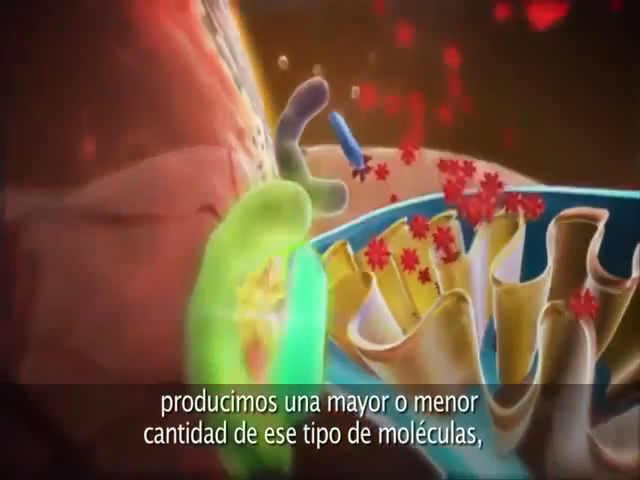 producimos una mayor o menor
cantidad de ese tipo de moléculas,